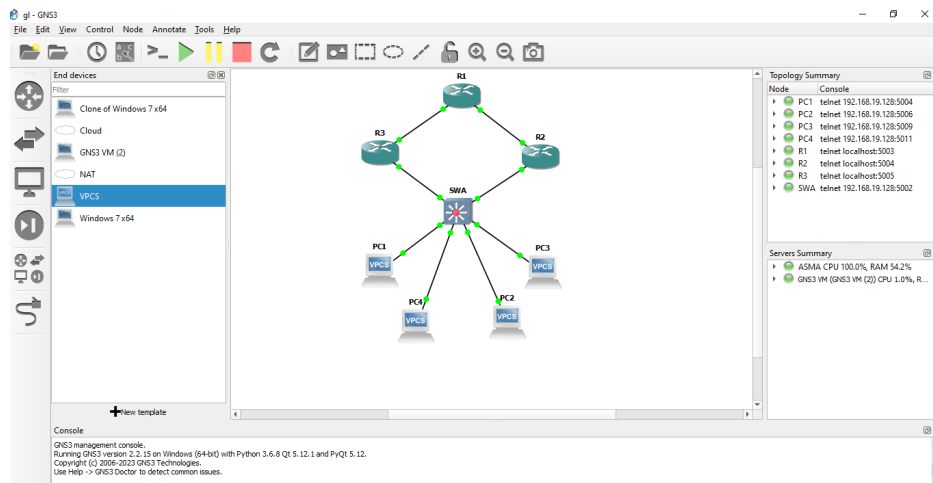 gl - GNS3
File Edit View Control Node Annotate Tools Help
End devices
Filter
Clone of Windows 7 x64
Cloud
GNS3 VM (2)
NAT
VPCS
Windows 7 x64
New template
R1
R3
R2
SWA
PC1
VPCS
PC3
VPCS
PC4
VPCS
PC2
VPCS
Topology Summary
Node Console
PC1 telnet 192.168.19.128:5004
PC2 telnet 192.168.19.128:5006
PC3 telnet 192.168.19.128:5009
PC4 telnet 192.168.19.128:5011
R1 telnet localhost:5003
R2 telnet localhost:5004
R3 telnet localhost:5005
SWA telnet 192.168.19.128:5002
Servers Summary
ASMA CPU 100.0%, RAM 54.2%
GNS3 VM (GNS3 VM (2)) CPU 1.0%, R...
Console
GNS3 management console.
Running GNS3 version 2.2.15 on Windows (64-bit) with Python 3.6.8 Qt 5.12.1 and PyQt 5.12.
Copyright (c) 2006-2023 GNS3 Technologies.
Use Help -> GNS3 Doctor to detect common issues.